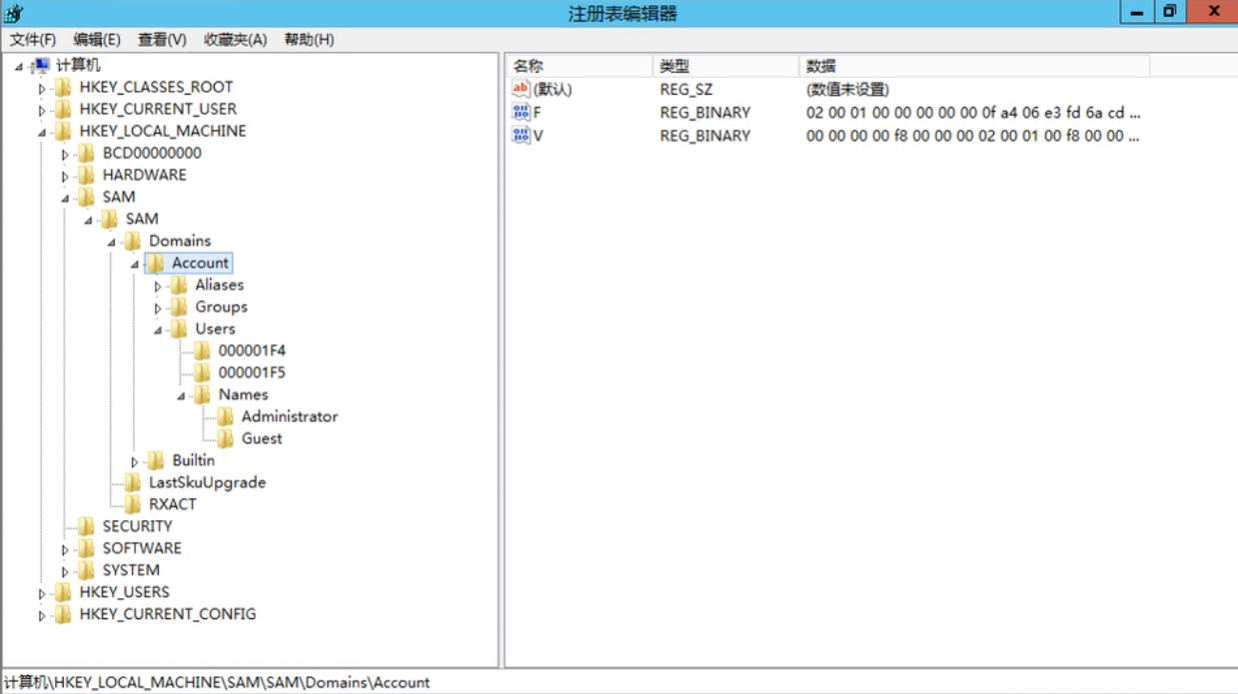 注册表编辑器
文件(F) 编辑(E) 查看(V) 收藏夹(A) 帮助(H)
计算机
HKEY_CLASSES_ROOT
HKEY_CURRENT_USER
HKEY_LOCAL_MACHINE
BCD00000000
HARDWARE
SAM
SAM
Domains
Account
Aliases
Groups
Users
000001F4
000001F5
Names
Administrator
Guest
Builtin
LastSkuUpgrade
RXACT
SECURITY
SOFTWARE
SYSTEM
HKEY_USERS
HKEY_CURRENT_CONFIG
名称 类型 数据
ab (默认) REG_SZ (数值未设置)
F REG_BINARY 02 00 01 00 00 00 00 00 0f a4 06 e3 fd 6a cd ...
V REG_BINARY 00 00 00 00 f8 00 00 00 02 00 01 00 f8 00 00 ...
计算机\HKEY_LOCAL_MACHINE\SAM\SAM\Domains\Account